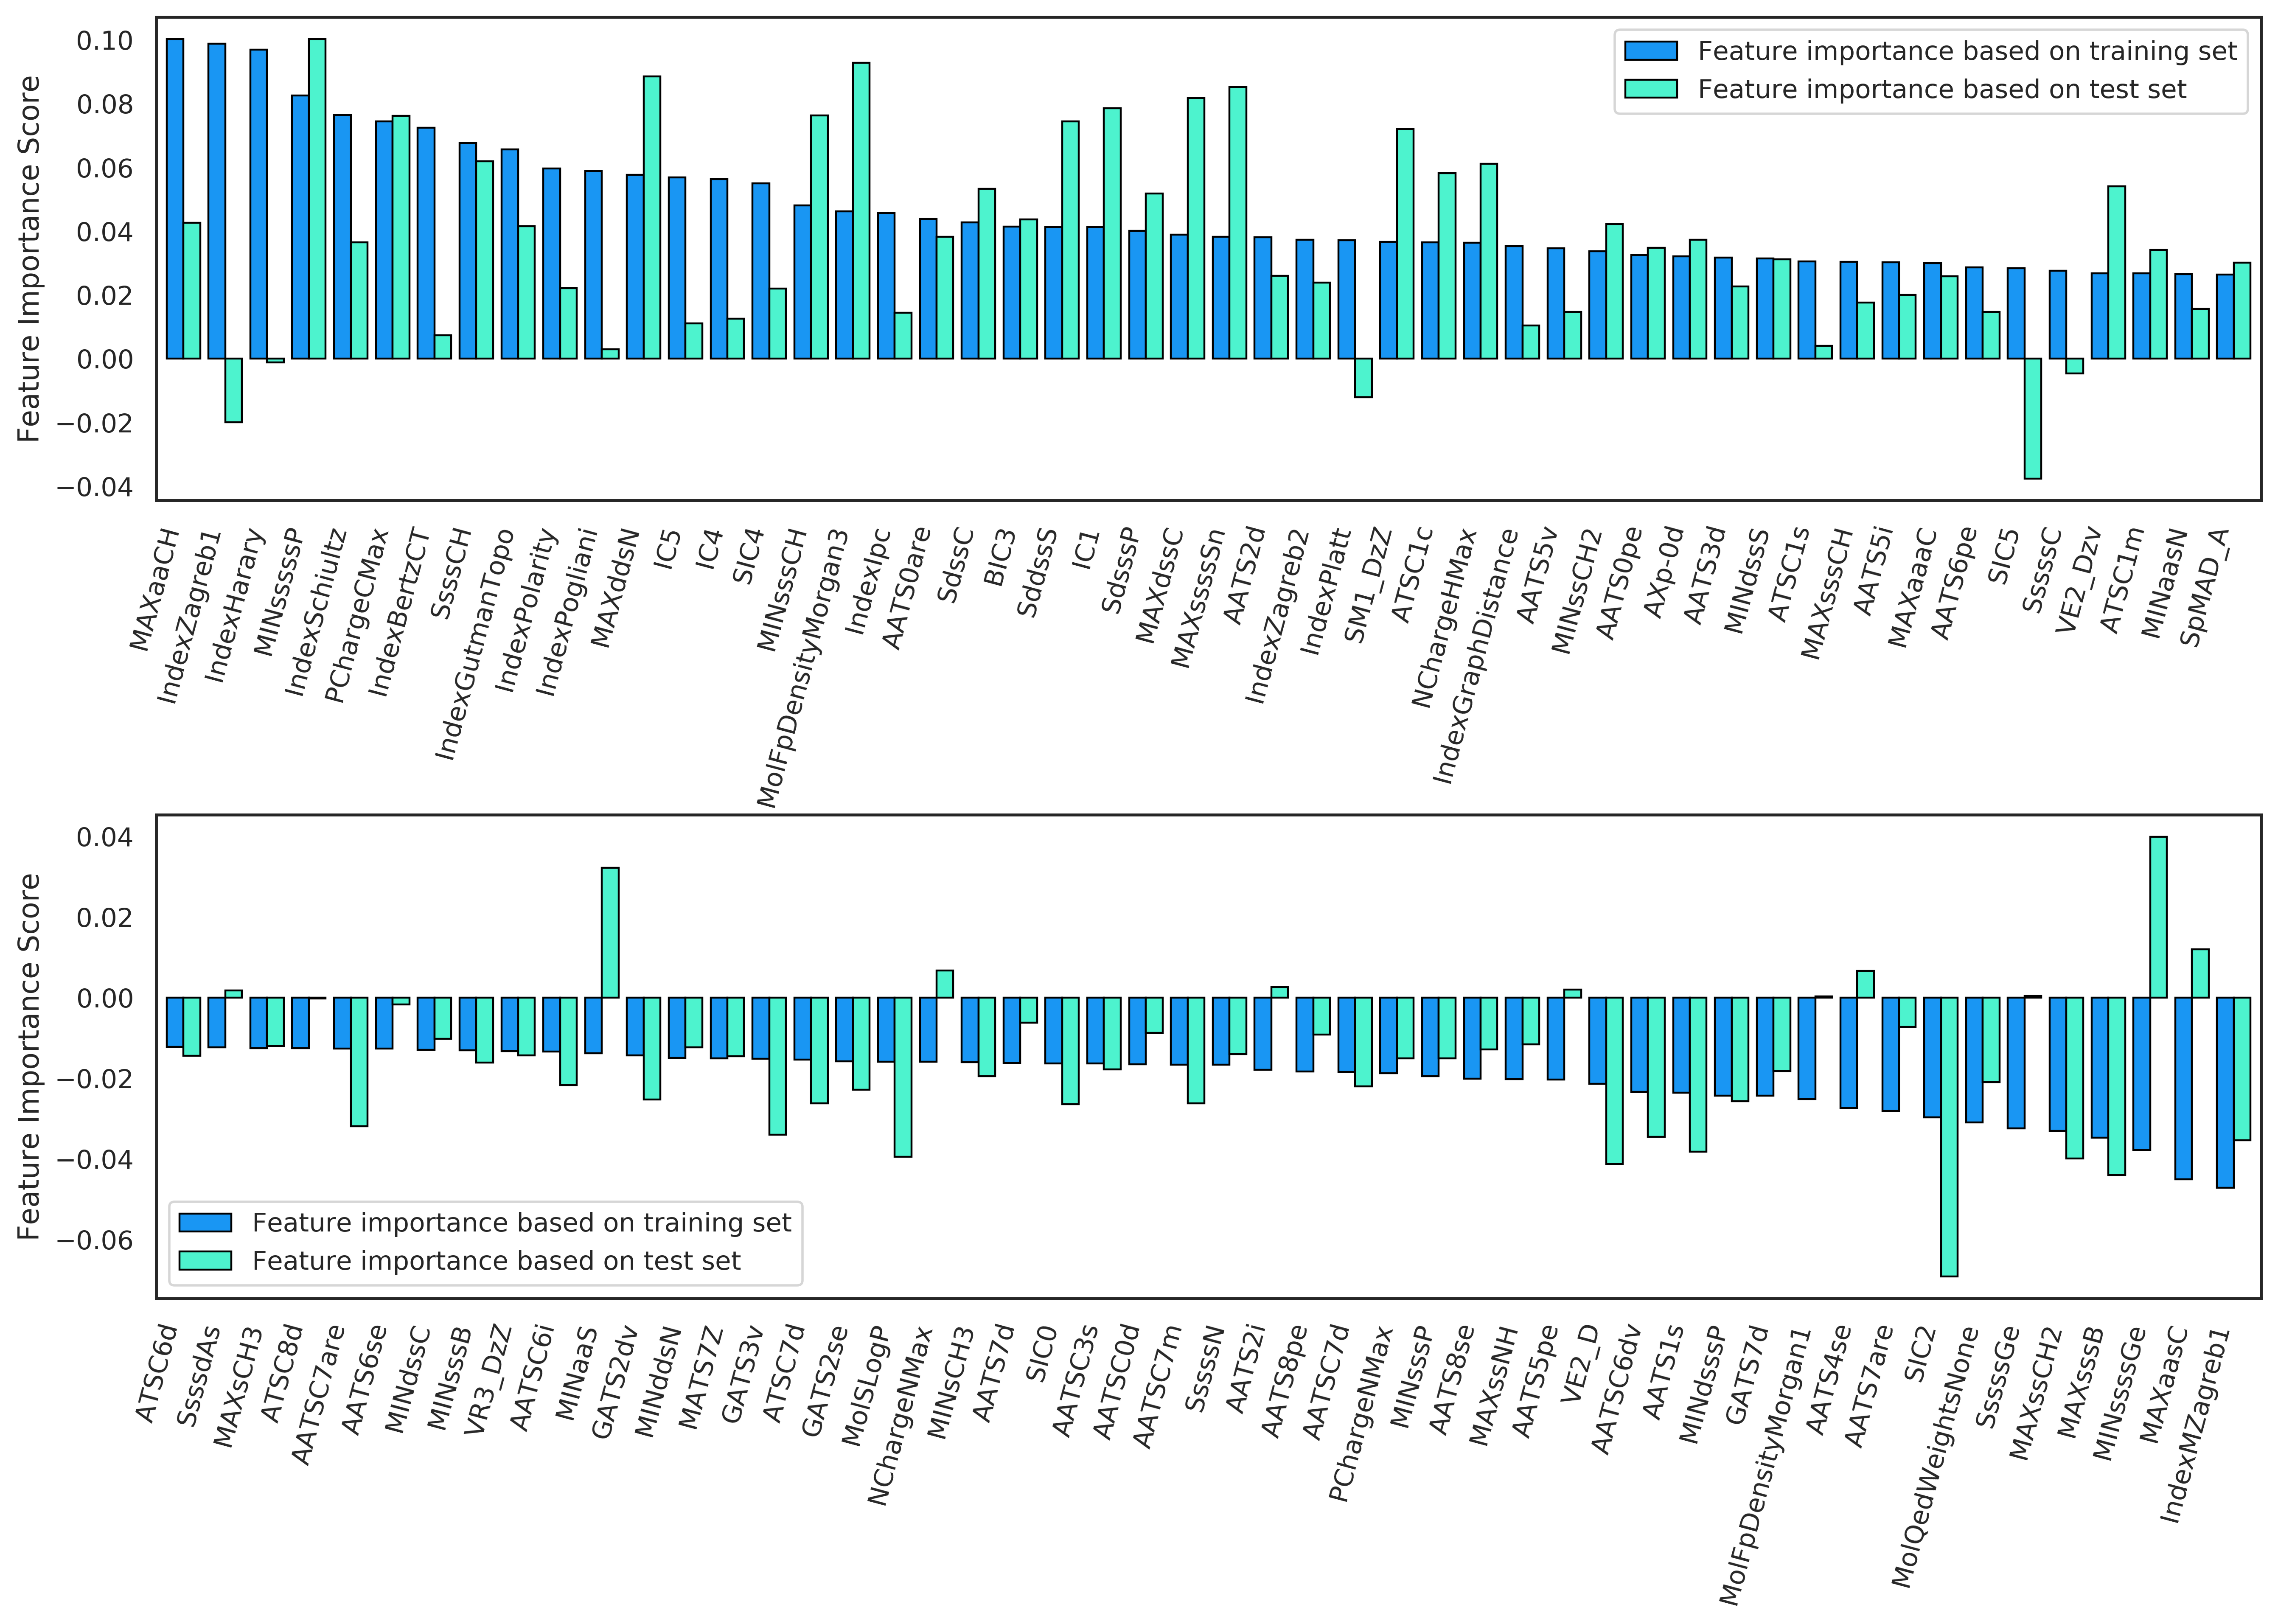 Feature Importance Score
0.10
0.08
0.06
0.04
0.02
0.00
−0.02
−0.04
Feature importance based on training set
Feature importance based on test set
MAXaaCH
IndexZagreb1
IndexHarary
MINsssssP
IndexSchiultz
PChargeCMax
IndexBertzCT
SsssCH
IndexGutmanTopo
IndexPolarity
IndexPogliani
MAXddsN
IC5
IC4
SIC4
MINsssCH
MolFpDensityMorgan3
IndexIpc
AATS0are
SdssC
BIC3
SddssS
IC1
SdsssP
MAXdssC
MAXssssSn
AATS2d
IndexZagreb2
IndexPlatt
SM1_DzZ
ATSC1c
NChargeHMax
IndexGraphDistance
AATS5v
MINssCH2
AATS0pe
AXp-0d
AATS3d
MINdssS
ATSC1s
MAXsssCH
AATS5i
MAXaaaC
AATS6pe
SIC5
SssssC
VE2_Dzv
ATSC1m
MINaasN
SpMAD_A
Feature Importance Score
0.04
0.02
0.00
−0.02
−0.04
−0.06
Feature importance based on training set
Feature importance based on test set
ATSC6d
SsssdAs
MAXsCH3
ATSC8d
AATSC7are
AATS6se
MINdssC
MINsssB
VR3_DzZ
AATSC6i
MINaaS
GATS2dv
MINddsN
MATS7Z
GATS3v
ATSC7d
GATS2se
MolSLogP
NChargeNMax
MINsCH3
AATS7d
SIC0
AATSC3s
AATSC0d
AATSC7m
SssssN
AATS2i
AATS8pe
AATSC7d
PChargeNMax
MINsssP
AATS8se
MAXssNH
AATS5pe
VE2_D
AATSC6dv
AATS1s
MINdsssP
GATS7d
MolFpDensityMorgan1
AATS4se
AATS7are
SIC2
MolQedWeightsNone
SssssGe
MAXssCH2
MAXsssB
MINssssGe
MAXaasC
IndexMZagreb1